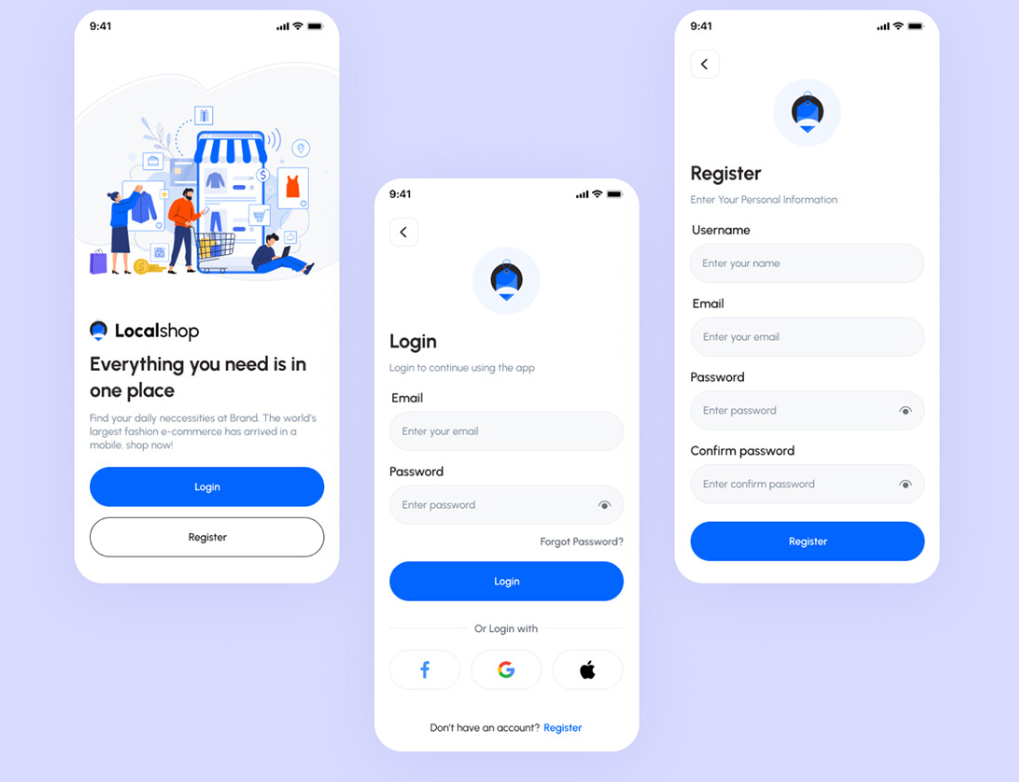 9:41
Localshop
Everything you need is in
one place
Find your daily neccessities at Brand. The world's
largest fashion e-commerce has arrived in a
mobile. shop now!
Login
Register
9:41
Login
Login to continue using the app
Email
Enter your email
Password
Enter password
Forgot Password?
Login
Or Login with
Don't have an account? Register
9:41
Register
Enter Your Personal Information
Username
Enter your name
Email
Enter your email
Password
Enter password
Confirm password
Enter confirm password
Register